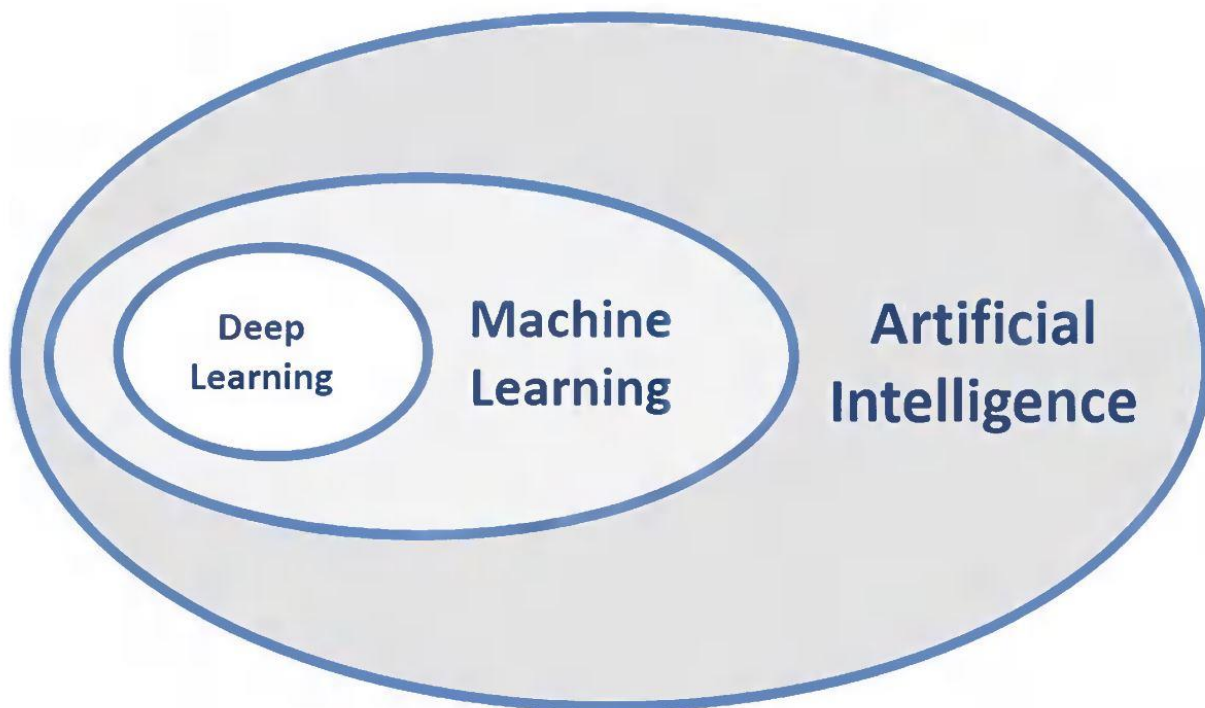 Deep
Learning
Machine
Learning
Artificial
Intelligence